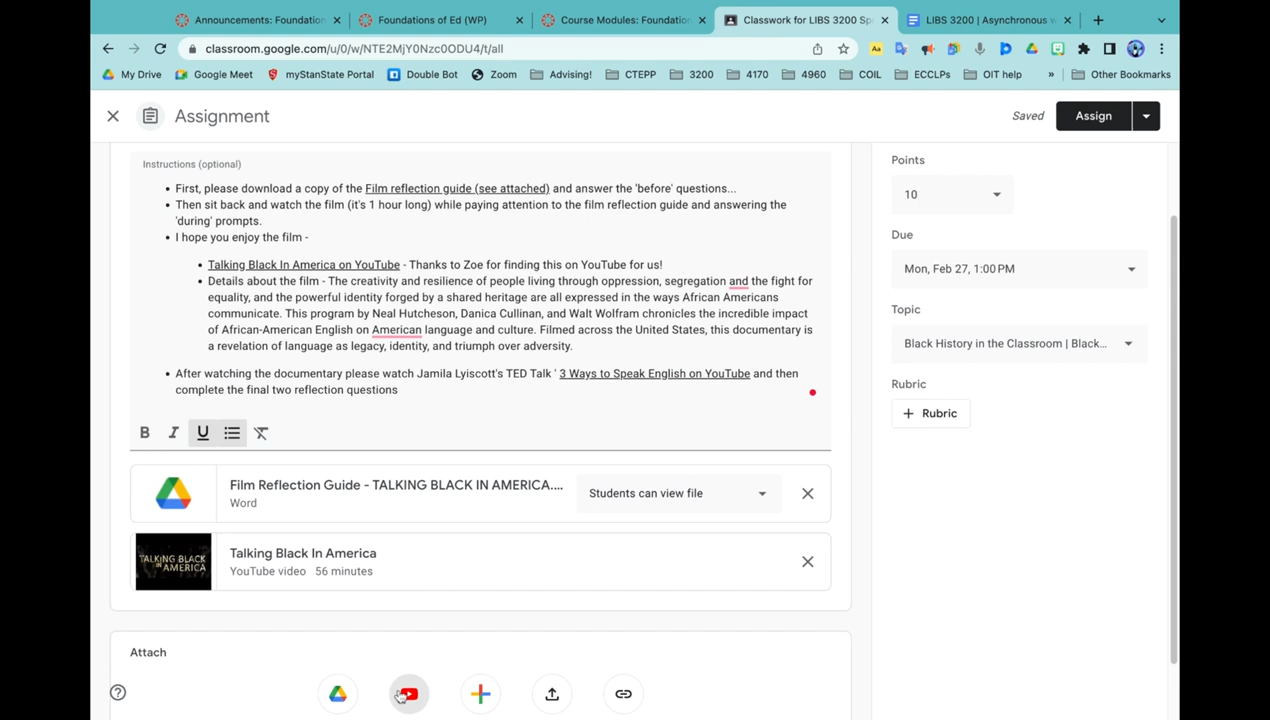 Announcements: Foundation
Foundations of Ed (WP)
Course Modules: Foundation
Classwork for LIBS 3200 Sp
LIBS 3200 | Asynchronous w
classroom.google.com/u/0/w/NTE2MjY0Nzc0ODU4/t/all
My Drive
Google Meet
myStanState Portal
Double Bot
Zoom
Advising!
CTEPP
3200
4170
4960
COIL
ECCLPs
OIT help
»
Other Bookmarks
Assignment
Saved
Assign
Instructions (optional)
• First, please download a copy of the Film reflection guide (see attached) and answer the 'before' questions...
• Then sit back and watch the film (it's 1 hour long) while paying attention to the film reflection guide and answering the
'during' prompts.
• I hope you enjoy the film -
• Talking Black In America on YouTube - Thanks to Zoe for finding this on YouTube for us!
• Details about the film - The creativity and resilience of people living through oppression, segregation and the fight for
equality, and the powerful identity forged by a shared heritage are all expressed in the ways African Americans
communicate. This program by Neal Hutcheson, Danica Cullinan, and Walt Wolfram chronicles the incredible impact
of African-American English on American language and culture. Filmed across the United States, this documentary is
a revelation of language as legacy, identity, and triumph over adversity.
• After watching the documentary please watch Jamila Lyiscott's TED Talk ' 3 Ways to Speak English on YouTube and then
complete the final two reflection questions
B I U
Film Reflection Guide - TALKING BLACK IN AMERICA....
Word
Students can view file
TALKING BLACK
IN AMERICA
Talking Black In America
YouTube video 56 minutes
Attach
Points
10
Due
Mon, Feb 27, 1:00 PM
Topic
Black History in the Classroom | Black...
Rubric
+ Rubric